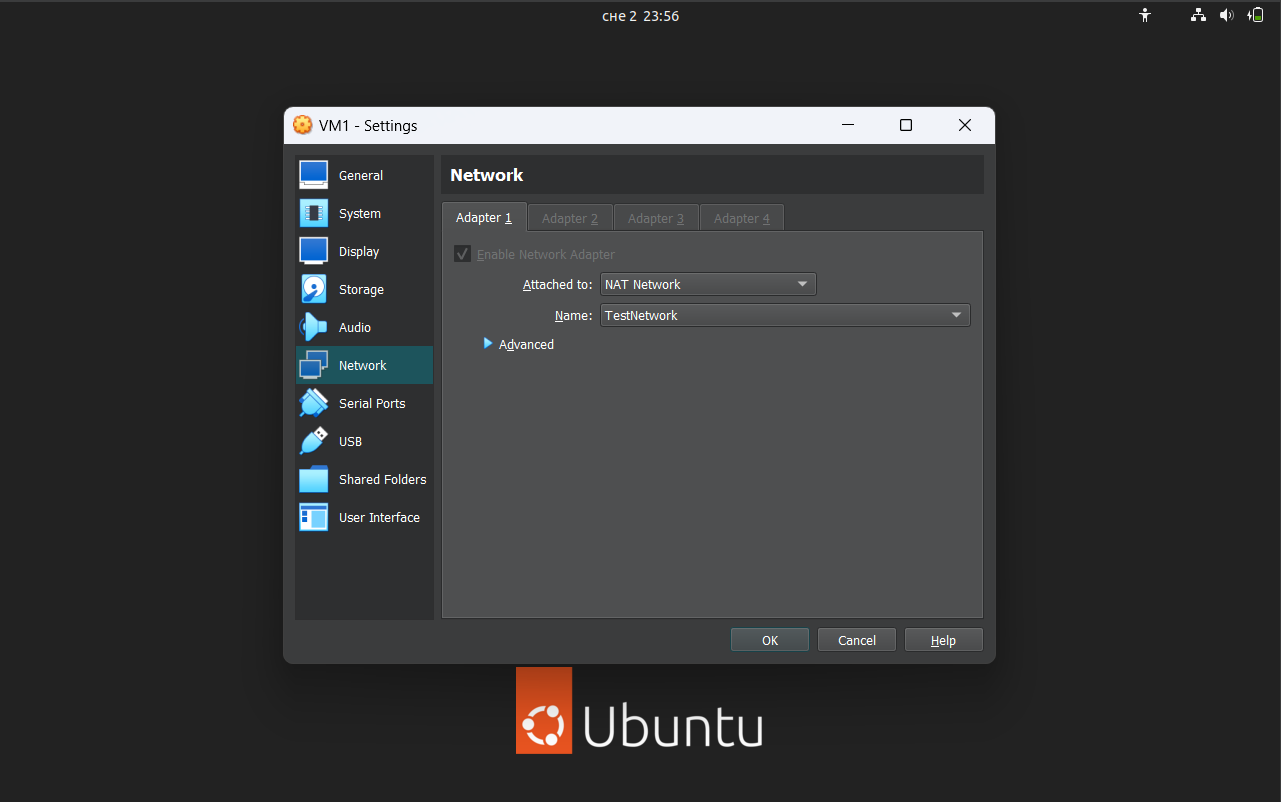 сне 2 23:56
VM1 - Settings
General
System
Display
Storage
Audio
Network
Serial Ports
USB
Shared Folders
User Interface
Network
Adapter 1 Adapter 2 Adapter 3 Adapter 4
Enable Network Adapter
Attached to: NAT Network
Name: TestNetwork
Advanced
OK Cancel Help
Ubuntu